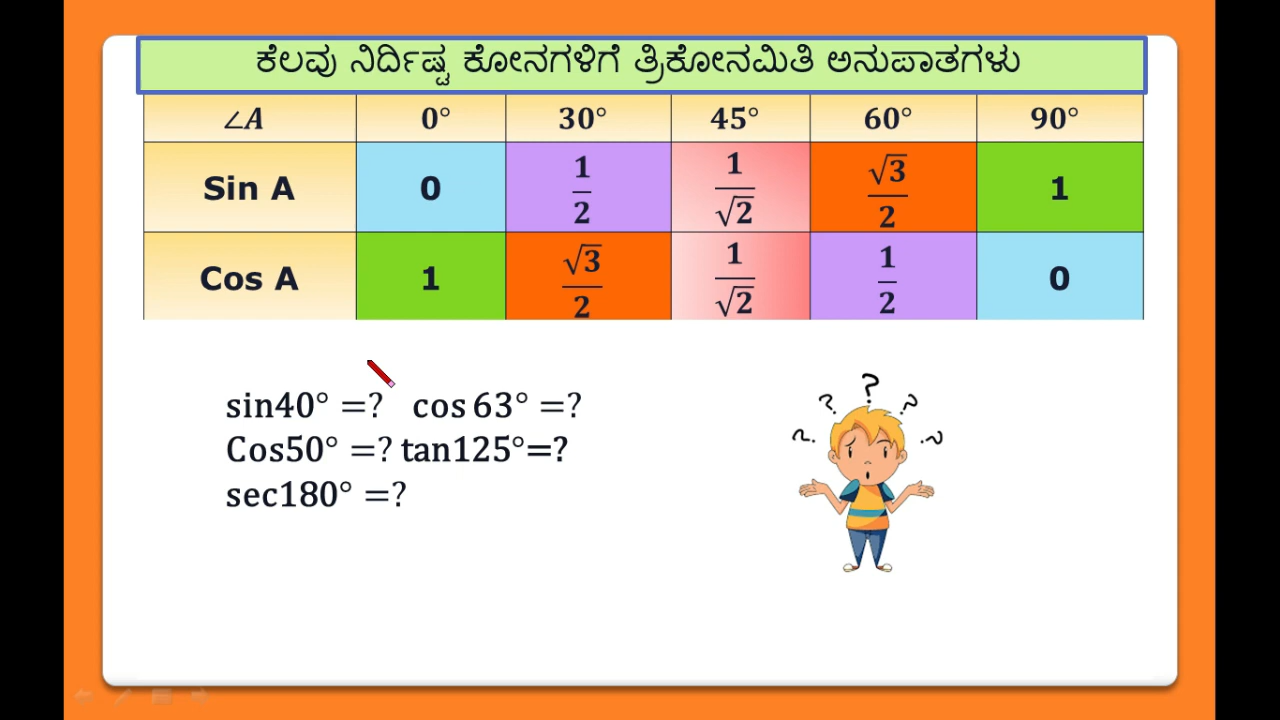 ಕೆಲವು ನಿರ್ದಿಷ್ಟ ಕೋನಗಳಿಗೆ ತ್ರಿಕೋನಮಿತಿ ಅನುಪಾತಗಳು
∠A 0° 30° 45° 60° 90°
Sin A 0 1/2 1/√2 √3/2 1
Cos A 1 √3/2 1/√2 1/2 0
sin40° =? cos 63° =?
Cos50° =? tan125°=?
sec180° =?
? ? ? ? ?